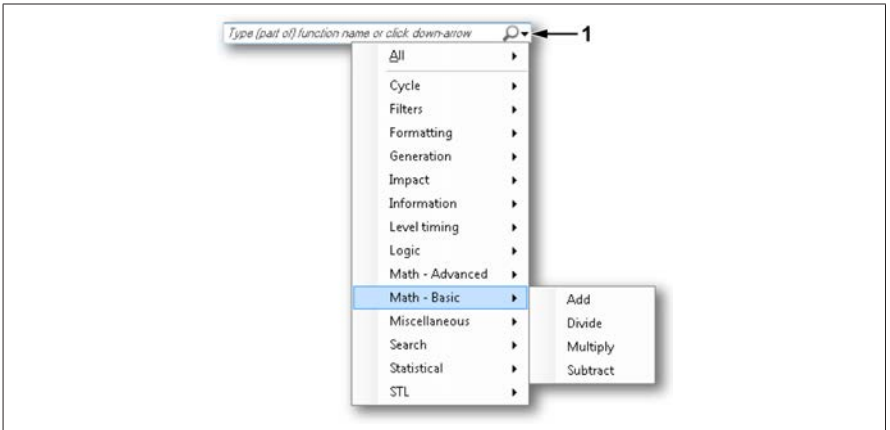 Type (part of) function name or click down-arrow
1
All
Cycle
Filters
Formatting
Generation
Impact
Information
Level timing
Logic
Math - Advanced
Math - Basic
Miscellaneous
Search
Statistical
STL
Add
Divide
Multiply
Subtract